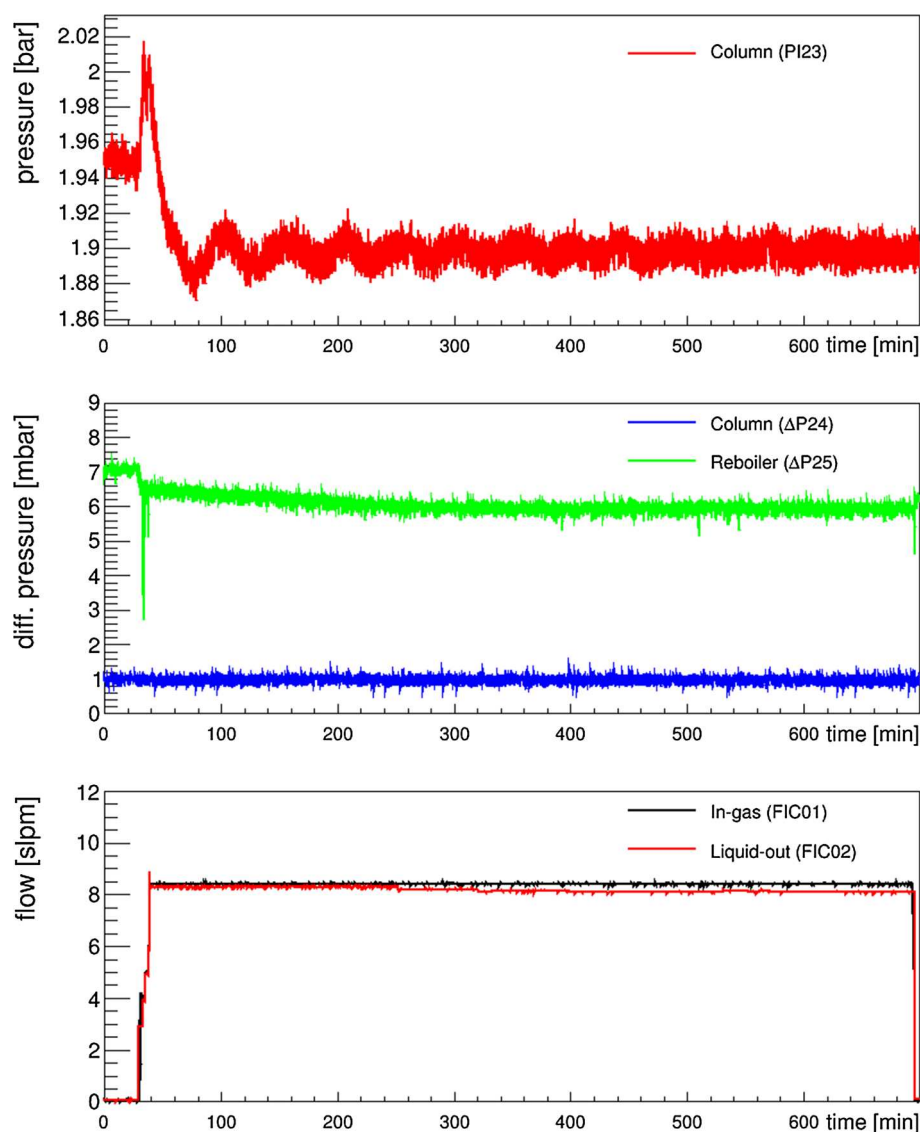 pressure [bar]
2.02
2
1.98
1.96
1.94
1.92
1.9
1.88
1.86
Column (PI23)
0 100 200 300 400 500 600 time [min]
diff. pressure [mbar]
9
8
7
6
5
4
3
2
1
0
Column (ΔP24)
Reboiler (ΔP25)
0 100 200 300 400 500 600 time [min]
flow [slpm]
12
10
8
6
4
2
0
In-gas (FIC01)
Liquid-out (FIC02)
0 100 200 300 400 500 600 time [min]